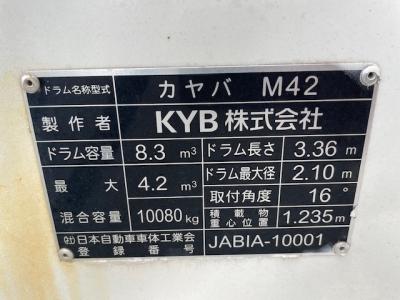 ドラム名称型式 カヤバ M42
製作者 KYB株式会社
ドラム容量 8.3 m³ ドラム長さ 3.36 m
最大 4.2 m³ ドラム最大径 2.10 m
混合容量 10080kg 取付角度 16°
積載物重心位置 1.235m
(社)日本自動車車体工業会
登録番号 JABIA-10001